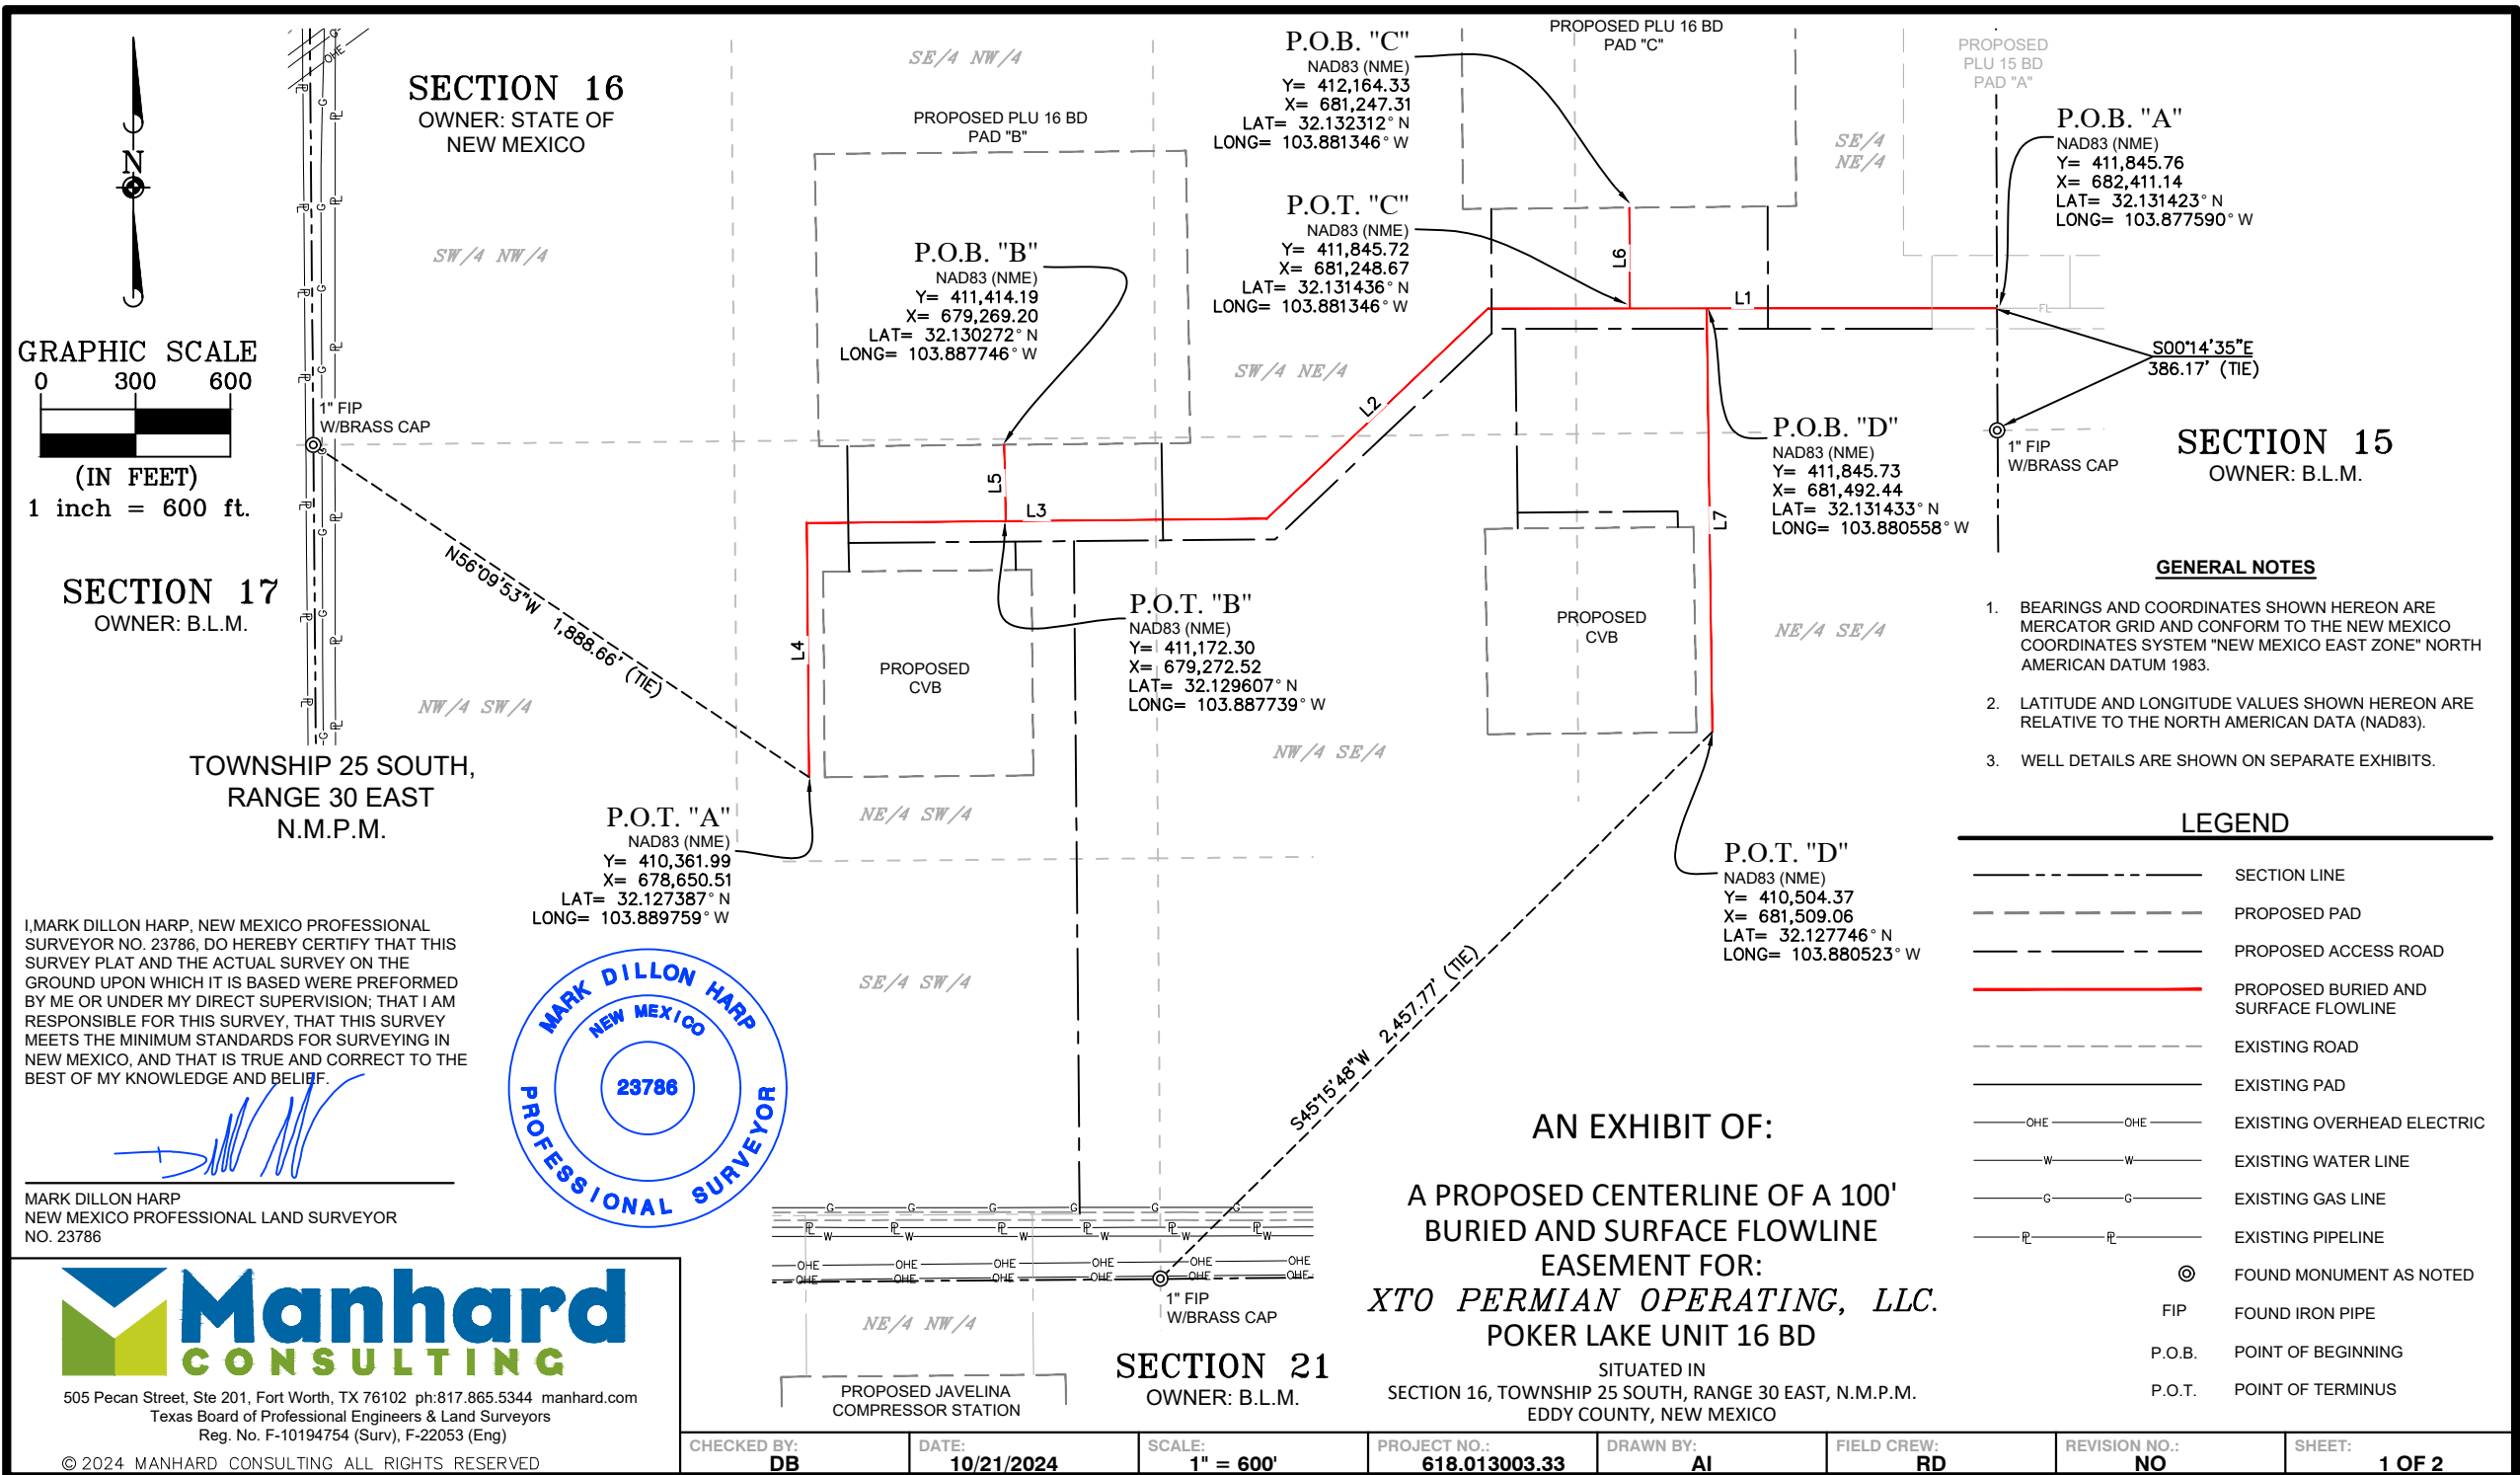 N
GRAPHIC SCALE
0 300 600
(IN FEET)
1 inch = 600 ft.
SECTION 16
OWNER: STATE OF
NEW MEXICO
G
OHE
1" FIP
W/BRASS CAP
SECTION 17
OWNER: B.L.M.
TOWNSHIP 25 SOUTH,
RANGE 30 EAST
N.M.P.M.
SW/4 NW/4
NW/4 SW/4
N56°09'53"W 1,888.66' (TIE)
SE/4 NW/4
PROPOSED PLU 16 BD
PAD "B"
P.O.B. "B"
NAD83 (NME)
Y= 411,414.19
X= 679,269.20
LAT= 32.130272° N
LONG= 103.887746° W
L5
L3
L4
PROPOSED
CVB
P.O.T. "B"
NAD83 (NME)
Y= 411,172.30
X= 679,272.52
LAT= 32.129607° N
LONG= 103.887739° W
P.O.T. "A"
NAD83 (NME)
Y= 410,361.99
X= 678,650.51
LAT= 32.127387° N
LONG= 103.889759° W
NE/4 SW/4
SE/4 SW/4
P.O.B. "C"
NAD83 (NME)
Y= 412,164.33
X= 681,247.31
LAT= 32.132312° N
LONG= 103.881346° W
P.O.T. "C"
NAD83 (NME)
Y= 411,845.72
X= 681,248.67
LAT= 32.131436° N
LONG= 103.881346° W
SW/4 NE/4
L2
PROPOSED PLU 16 BD
PAD "C"
L6
L1
SE/4
NE/4
PROPOSED
PLU 15 BD
PAD "A"
P.O.B. "A"
NAD83 (NME)
Y= 411,845.76
X= 682,411.14
LAT= 32.131423° N
LONG= 103.877590° W
FL
S00°14'35"E
386.17' (TIE)
1" FIP
W/BRASS CAP
SECTION 15
OWNER: B.L.M.
P.O.B. "D"
NAD83 (NME)
Y= 411,845.73
X= 681,492.44
LAT= 32.131433° N
LONG= 103.880558° W
L7
PROPOSED
CVB
NE/4 SE/4
NW/4 SE/4
P.O.T. "D"
NAD83 (NME)
Y= 410,504.37
X= 681,509.06
LAT= 32.127746° N
LONG= 103.880523° W
S45°15'48"W 2,457.77' (TIE)
GENERAL NOTES
1. BEARINGS AND COORDINATES SHOWN HEREON ARE
MERCATOR GRID AND CONFORM TO THE NEW MEXICO
COORDINATES SYSTEM "NEW MEXICO EAST ZONE" NORTH
AMERICAN DATUM 1983.
2. LATITUDE AND LONGITUDE VALUES SHOWN HEREON ARE
RELATIVE TO THE NORTH AMERICAN DATA (NAD83).
3. WELL DETAILS ARE SHOWN ON SEPARATE EXHIBITS.
LEGEND
SECTION LINE
PROPOSED PAD
PROPOSED ACCESS ROAD
PROPOSED BURIED AND
SURFACE FLOWLINE
EXISTING ROAD
EXISTING PAD
OHE OHE EXISTING OVERHEAD ELECTRIC
W W EXISTING WATER LINE
G G EXISTING GAS LINE
PL PL EXISTING PIPELINE
FOUND MONUMENT AS NOTED
FIP FOUND IRON PIPE
P.O.B. POINT OF BEGINNING
P.O.T. POINT OF TERMINUS
I,MARK DILLON HARP, NEW MEXICO PROFESSIONAL
SURVEYOR NO. 23786, DO HEREBY CERTIFY THAT THIS
SURVEY PLAT AND THE ACTUAL SURVEY ON THE
GROUND UPON WHICH IT IS BASED WERE PREFORMED
BY ME OR UNDER MY DIRECT SUPERVISION; THAT I AM
RESPONSIBLE FOR THIS SURVEY, THAT THIS SURVEY
MEETS THE MINIMUM STANDARDS FOR SURVEYING IN
NEW MEXICO, AND THAT IS TRUE AND CORRECT TO THE
BEST OF MY KNOWLEDGE AND BELIEF.
MARK DILLON HARP
NEW MEXICO PROFESSIONAL LAND SURVEYOR
NO. 23786
MARK DILLON HARP
NEW MEXICO
23786
PROFESSIONAL SURVEYOR
G G G G G G
PL PL PL PL PL PL
W W W W W W
OHE OHE OHE OHE OHE OHE
OHE OHE OHE OHE OHE
1" FIP
W/BRASS CAP
NE/4 NW/4
PROPOSED JAVELINA
COMPRESSOR STATION
SECTION 21
OWNER: B.L.M.
AN EXHIBIT OF:
A PROPOSED CENTERLINE OF A 100'
BURIED AND SURFACE FLOWLINE
EASEMENT FOR:
XTO PERMIAN OPERATING, LLC.
POKER LAKE UNIT 16 BD
SITUATED IN
SECTION 16, TOWNSHIP 25 SOUTH, RANGE 30 EAST, N.M.P.M.
EDDY COUNTY, NEW MEXICO
Manhard
CONSULTING
505 Pecan Street, Ste 201, Fort Worth, TX 76102 ph:817.865.5344 manhard.com
Texas Board of Professional Engineers & Land Surveyors
Reg. No. F-10194754 (Surv), F-22053 (Eng)
© 2024 MANHARD CONSULTING ALL RIGHTS RESERVED
CHECKED BY: DB
DATE: 10/21/2024
SCALE: 1" = 600'
PROJECT NO.: 618.013003.33
DRAWN BY: AI
FIELD CREW: RD
REVISION NO.: NO
SHEET: 1 OF 2